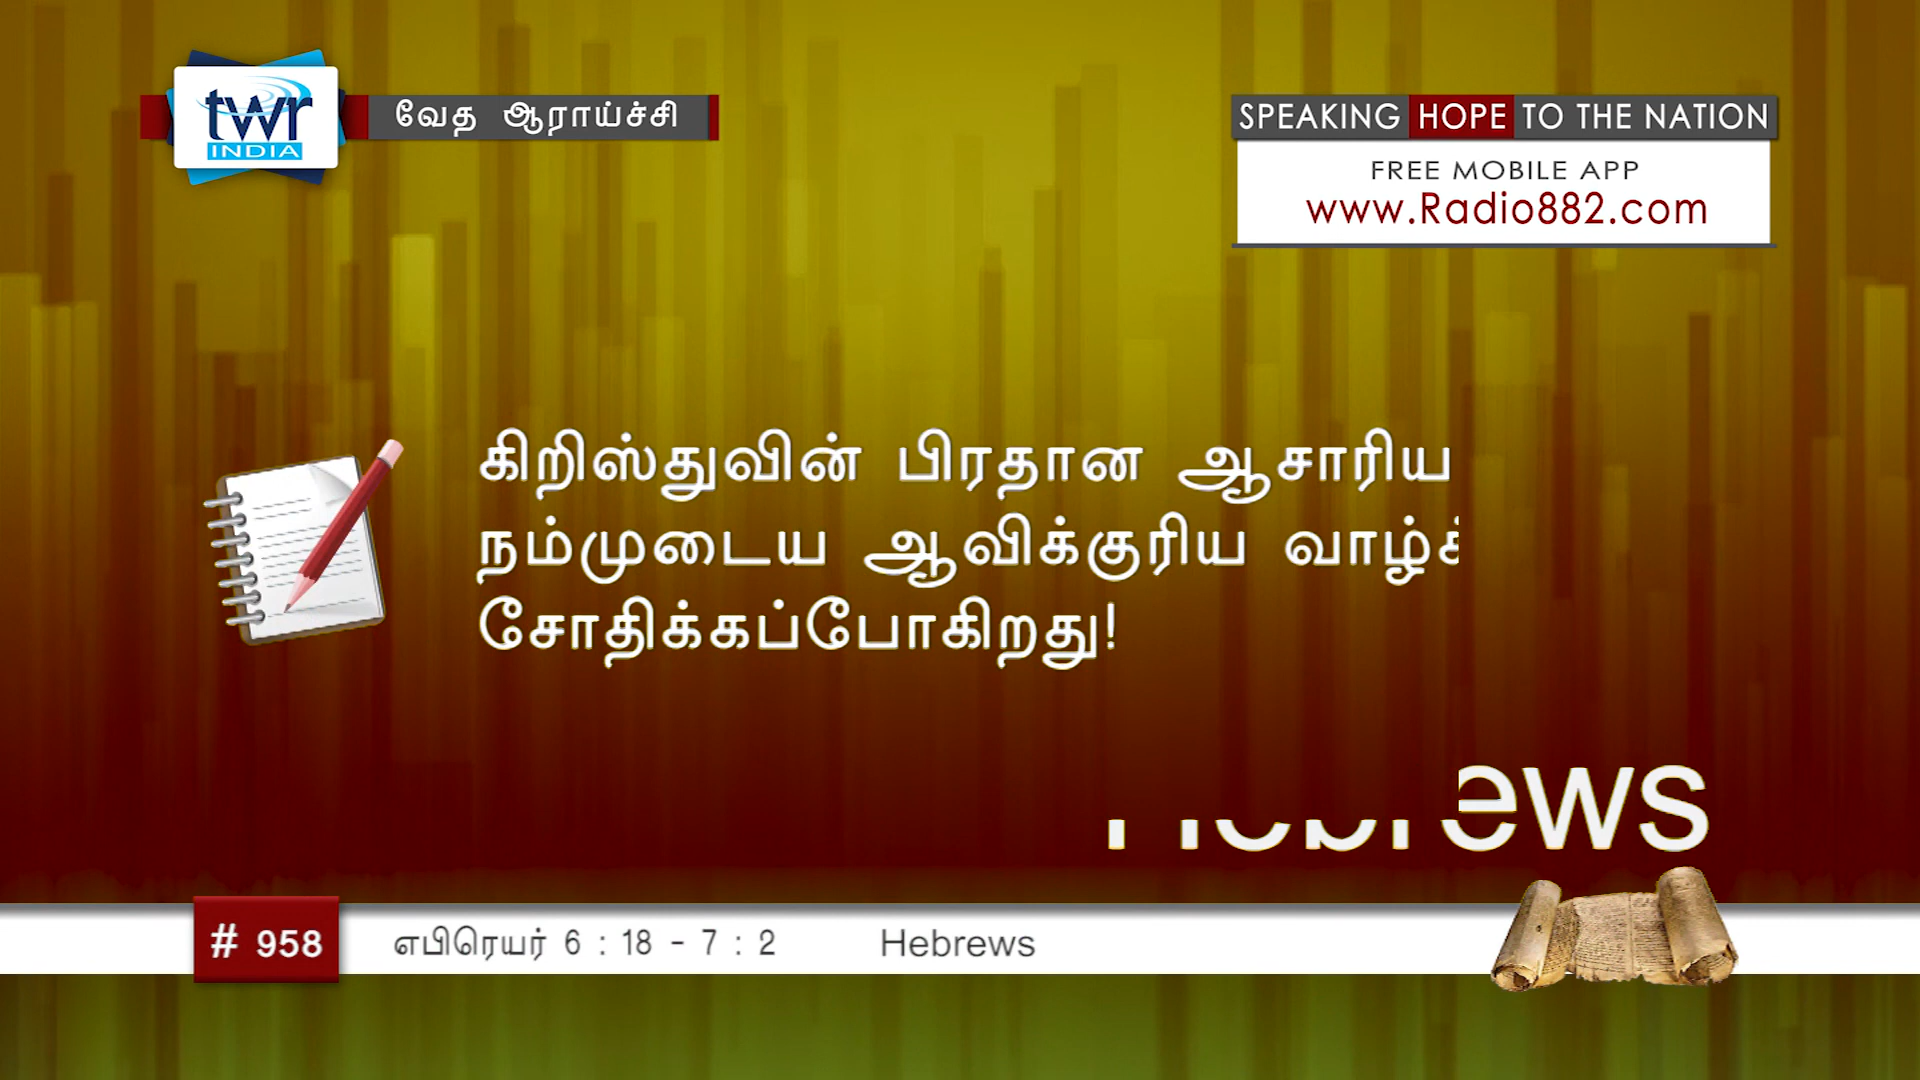 twr
INDIA
வேத ஆராய்ச்சி
SPEAKING HOPE TO THE NATION
FREE MOBILE APP
www.Radio882.com
கிறிஸ்துவின் பிரதான ஆசாரிய
நம்முடைய ஆவிக்குரிய
சோதிக்கப்போகிறது!
# 958
எபிரெயர் 6 : 18 - 7 : 2
Hebrews